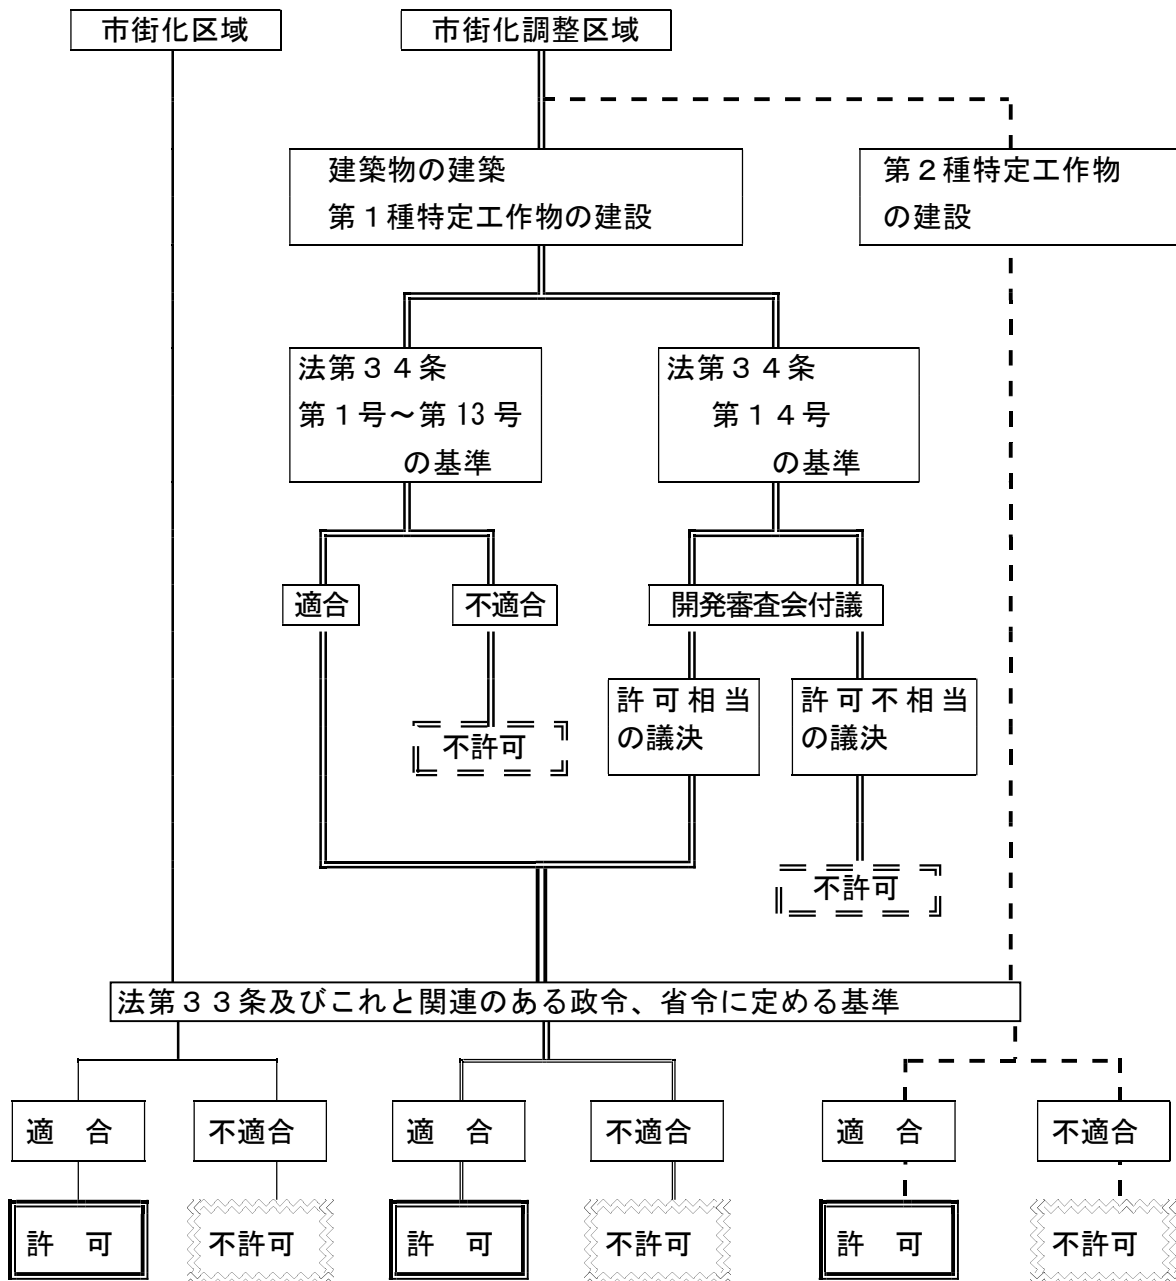 市街化区域
市街化調整区域
建築物の建築
第1種特定工作物の建設
第２種特定工作物
の建設
法第３４条
第1号～第13号
の基準
法第３４条
第１４号
の基準
適合
不適合
開発審査会付議
許可相当
の議決
許可不相当
の議決
不許可
不許可
法第３３条及びこれと関連のある政令、省令に定める基準
適　合
不適合
適　合
不適合
適　合
不適合
許　可
不許可
許　可
不許可
許　可
不許可